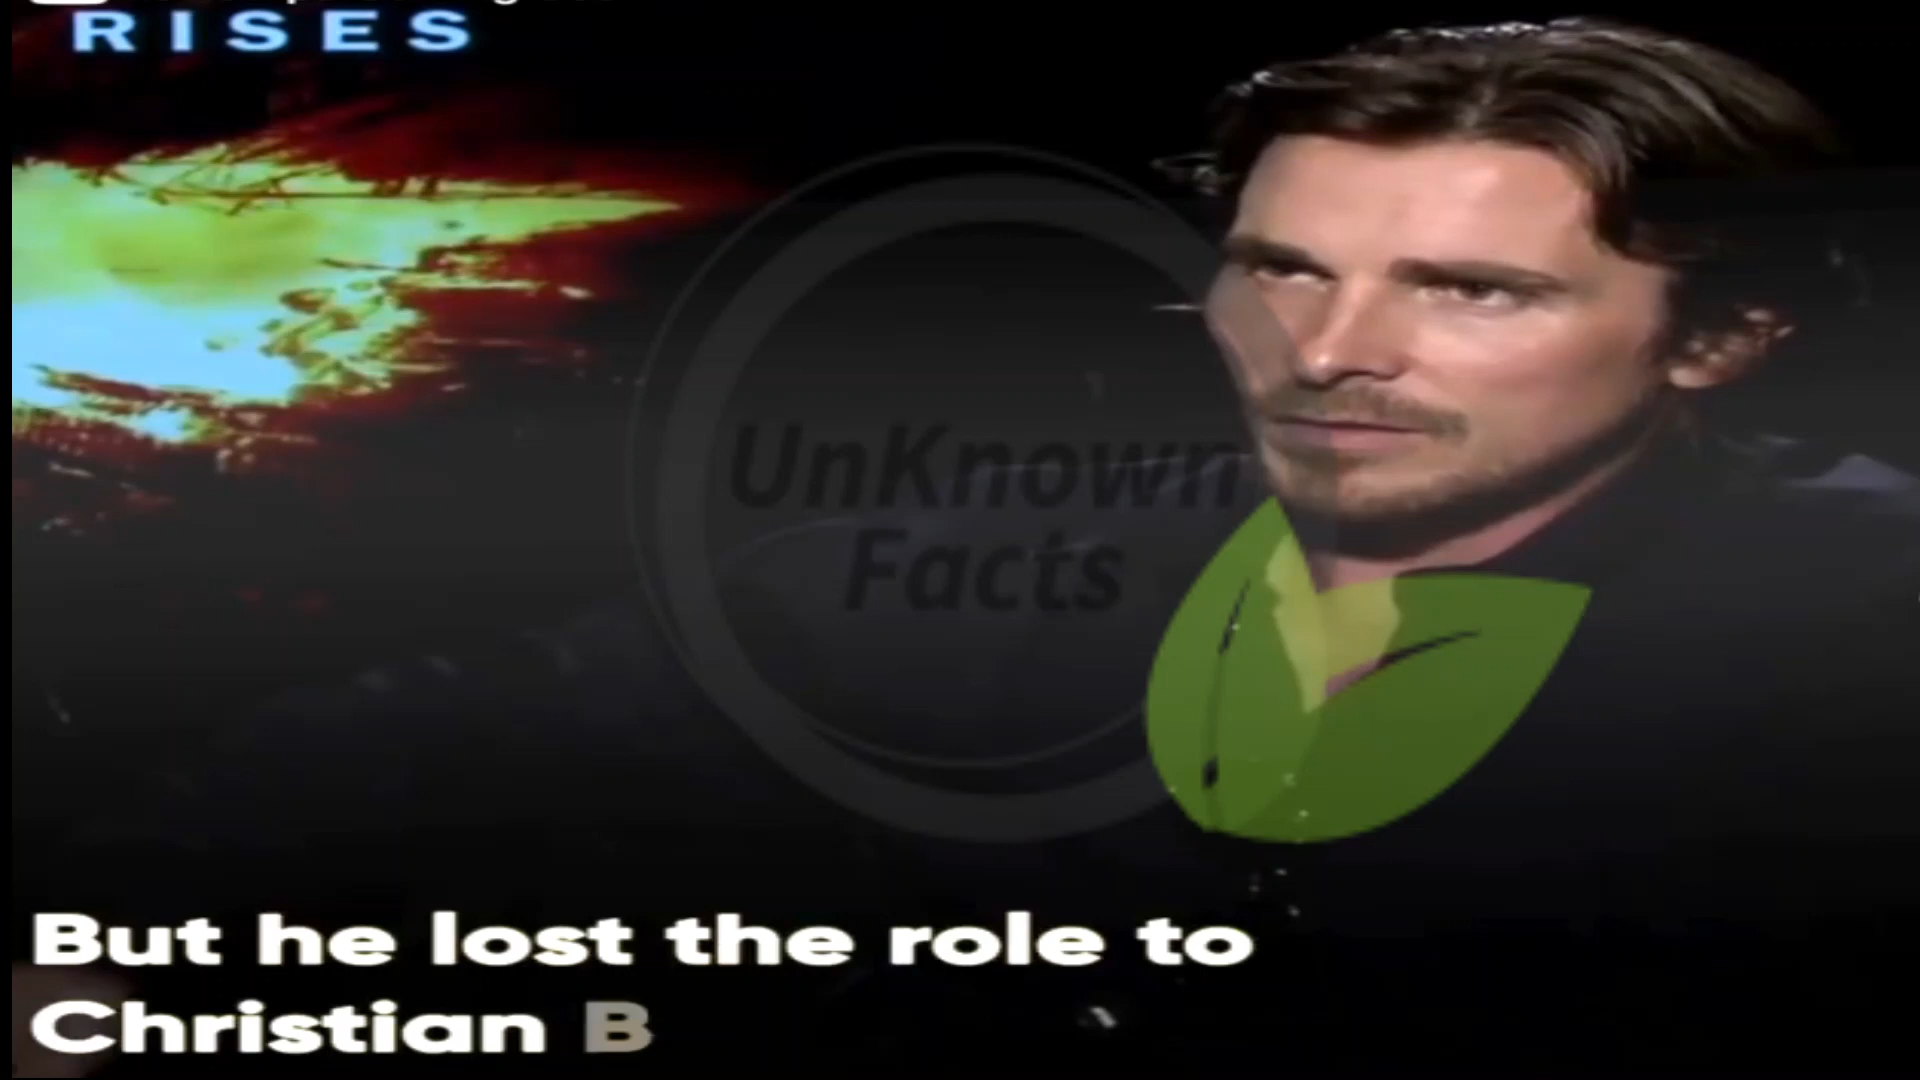 RISES
UnKnown
Facts
But he lost the role to
Christian B